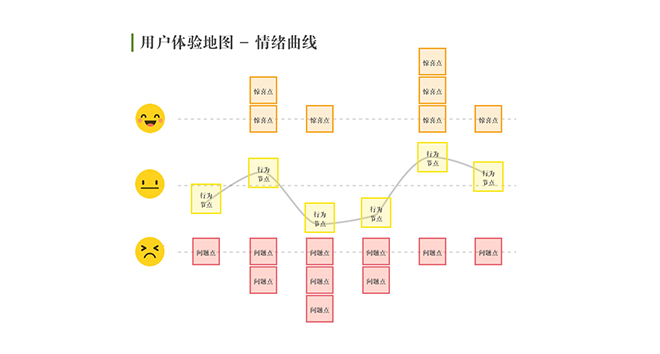 用户体验地图 – 情绪曲线
惊喜点
惊喜点 惊喜点
惊喜点
惊喜点 惊喜点 惊喜点 惊喜点
行为
节点
行为
节点
行为
节点
行为
节点
行为
节点
行为
节点
问题点 问题点 问题点 问题点 问题点 问题点
问题点 问题点 问题点
问题点